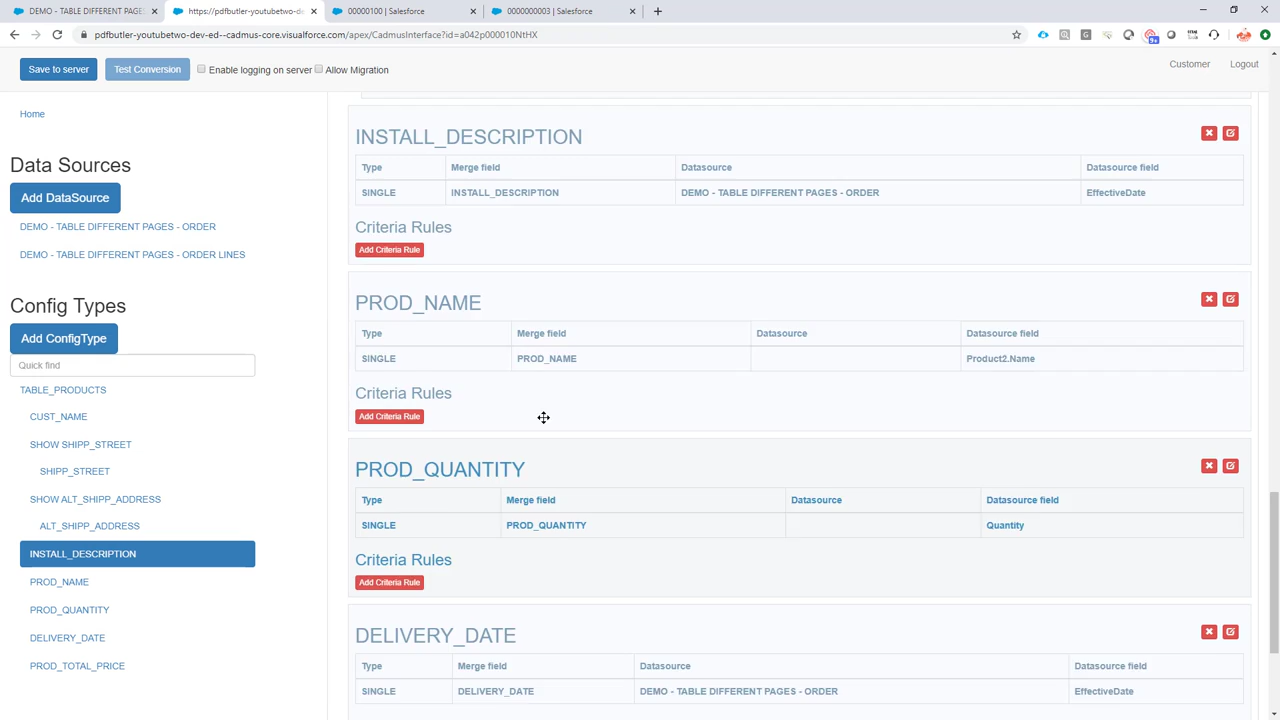 DEMO - TABLE DIFFERENT PAGES
https://pdfbutler-youtubetwo-de
00000100 | Salesforce
0000000003 | Salesforce
pdfbutler-youtubetwo-dev-ed--cadmus-core.visualforce.com/apex/CadmusInterface?id=a042p000010NtHX
9+
Save to server
Test Conversion
Enable logging on server
Allow Migration
Customer
Logout
Home
Data Sources
Add DataSource
DEMO - TABLE DIFFERENT PAGES - ORDER
DEMO - TABLE DIFFERENT PAGES - ORDER LINES
Config Types
Add ConfigType
Quick find
TABLE_PRODUCTS
CUST_NAME
SHOW SHIPP_STREET
SHIPP_STREET
SHOW ALT_SHIPP_ADDRESS
ALT_SHIPP_ADDRESS
INSTALL_DESCRIPTION
PROD_NAME
PROD_QUANTITY
DELIVERY_DATE
PROD_TOTAL_PRICE
INSTALL_DESCRIPTION
Type Merge field Datasource Datasource field
SINGLE INSTALL_DESCRIPTION DEMO - TABLE DIFFERENT PAGES - ORDER EffectiveDate
Criteria Rules
Add Criteria Rule
PROD_NAME
Type Merge field Datasource Datasource field
SINGLE PROD_NAME Product2.Name
Criteria Rules
Add Criteria Rule
PROD_QUANTITY
Type Merge field Datasource Datasource field
SINGLE PROD_QUANTITY Quantity
Criteria Rules
Add Criteria Rule
DELIVERY_DATE
Type Merge field Datasource Datasource field
SINGLE DELIVERY_DATE DEMO - TABLE DIFFERENT PAGES - ORDER EffectiveDate